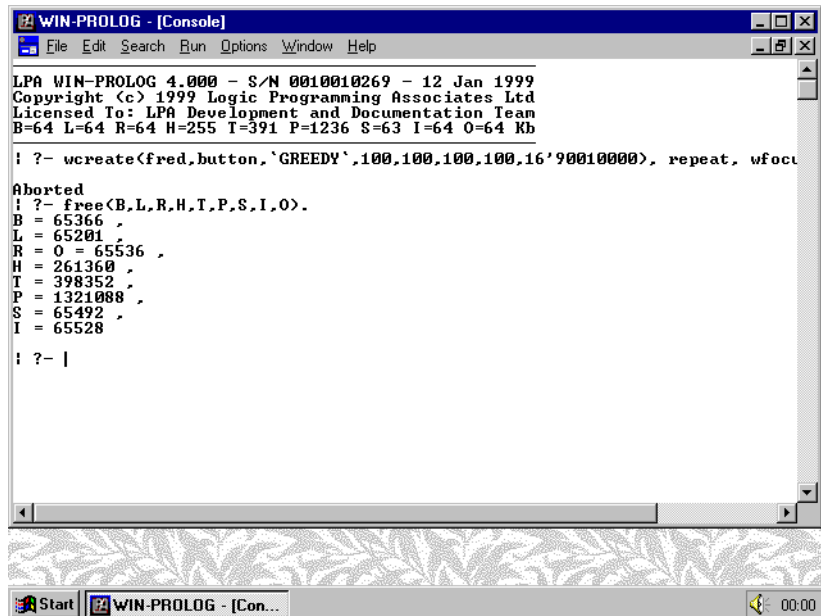 WIN-PROLOG - [Console]
File Edit Search Run Options Window Help
LPA WIN-PROLOG 4.000 - S/N 0010010269 - 12 Jan 1999
Copyright (c) 1999 Logic Programming Associates Ltd
Licensed To: LPA Development and Documentation Team
B=64 L=64 R=64 H=255 T=391 P=1236 S=63 I=64 O=64 Kb
| ?- wcreate(fred,button,`GREEDY`,100,100,100,100,16'90010000), repeat, wfocu
Aborted
| ?- free(B,L,R,H,T,P,S,I,O).
B = 65366 ,
L = 65201 ,
R = O = 65536 ,
H = 261360 ,
T = 398352 ,
P = 1321088 ,
S = 65492 ,
I = 65528
| ?- |
Start WIN-PROLOG - [Con... 00:00